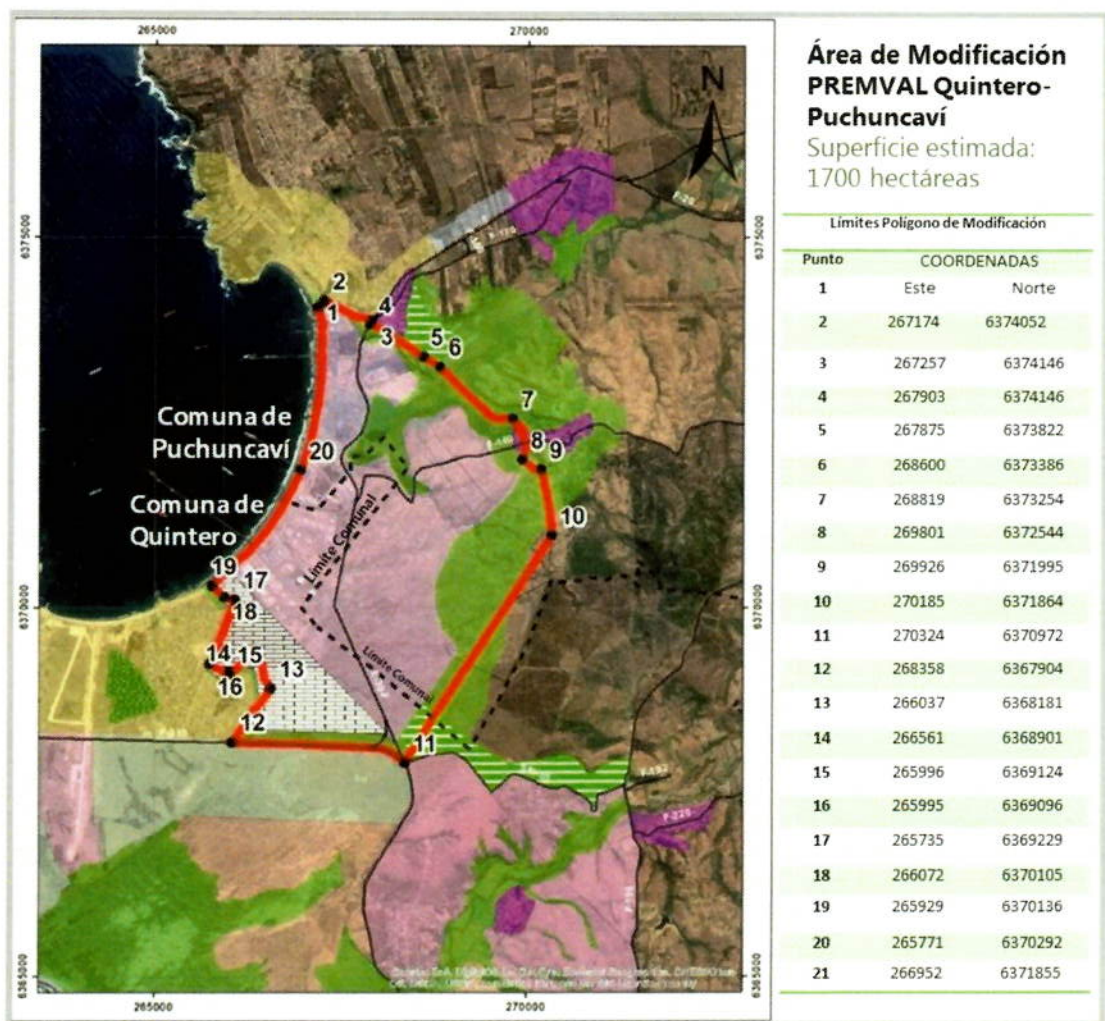 265000
270000
Área de Modificación
PREMVAL Quintero-
Puchuncaví
Superficie estimada:
1700 hectáreas
Límites Polígono de Modificación
Punto COORDENADAS
1 Este Norte
2 267174 6374052
3 267257 6374146
4 267903 6374146
5 267875 6373822
6 268600 6373386
7 268819 6373254
8 269801 6372544
9 269926 6371995
10 270185 6371864
11 270324 6370972
12 268358 6367904
13 266037 6368181
14 266561 6368901
15 265996 6369124
16 265995 6369096
17 265735 6369229
18 266072 6370105
19 265929 6370136
20 265771 6370292
21 266952 6371855
N
6375000
6375000
2
1
4
3
5
6
7
8
9
Comuna de
Puchuncaví
20
10
Comuna de
Quintero
Límite Comunal
19
17
18
6370000
6370000
14
15
16
13
Límite Comunal
12
11
6365000
6365000
265000
270000